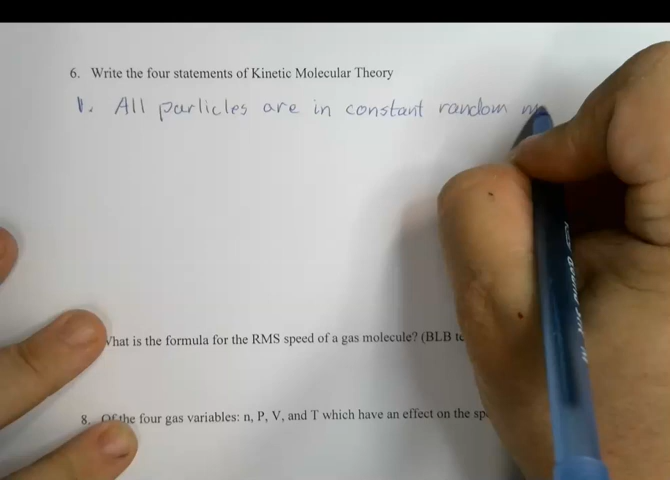 6. Write the four statements of Kinetic Molecular Theory
1. All particles are in constant random
What is the formula for the RMS speed of a gas molecule? (BLB
8. Of the four gas variables: n, P, V, and T which have an effect on the